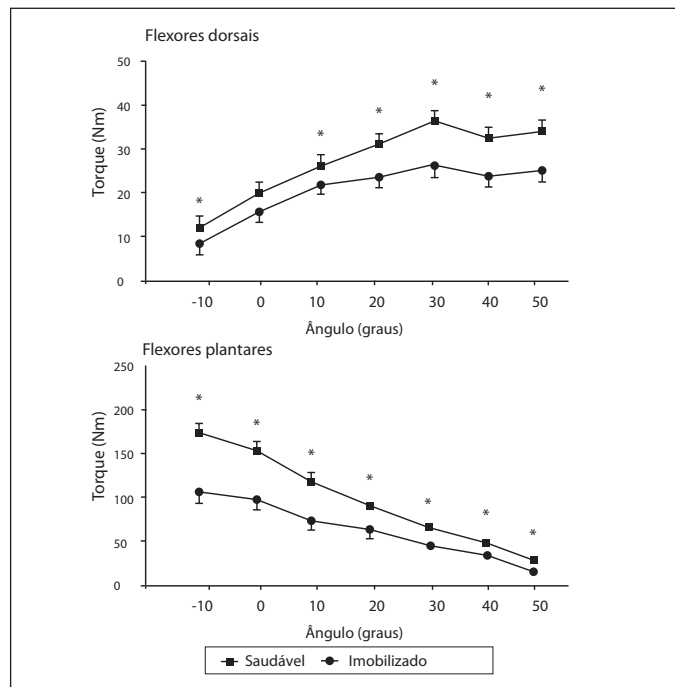 Flexores dorsais
50
40
30
20
10
0
Torque (Nm)
* * * * * *
-10 0 10 20 30 40 50
Ângulo (graus)
Flexores plantares
250
200
150
100
50
0
Torque (Nm)
* * * * * * *
-10 0 10 20 30 40 50
Ângulo (graus)
Saudável Imobilizado